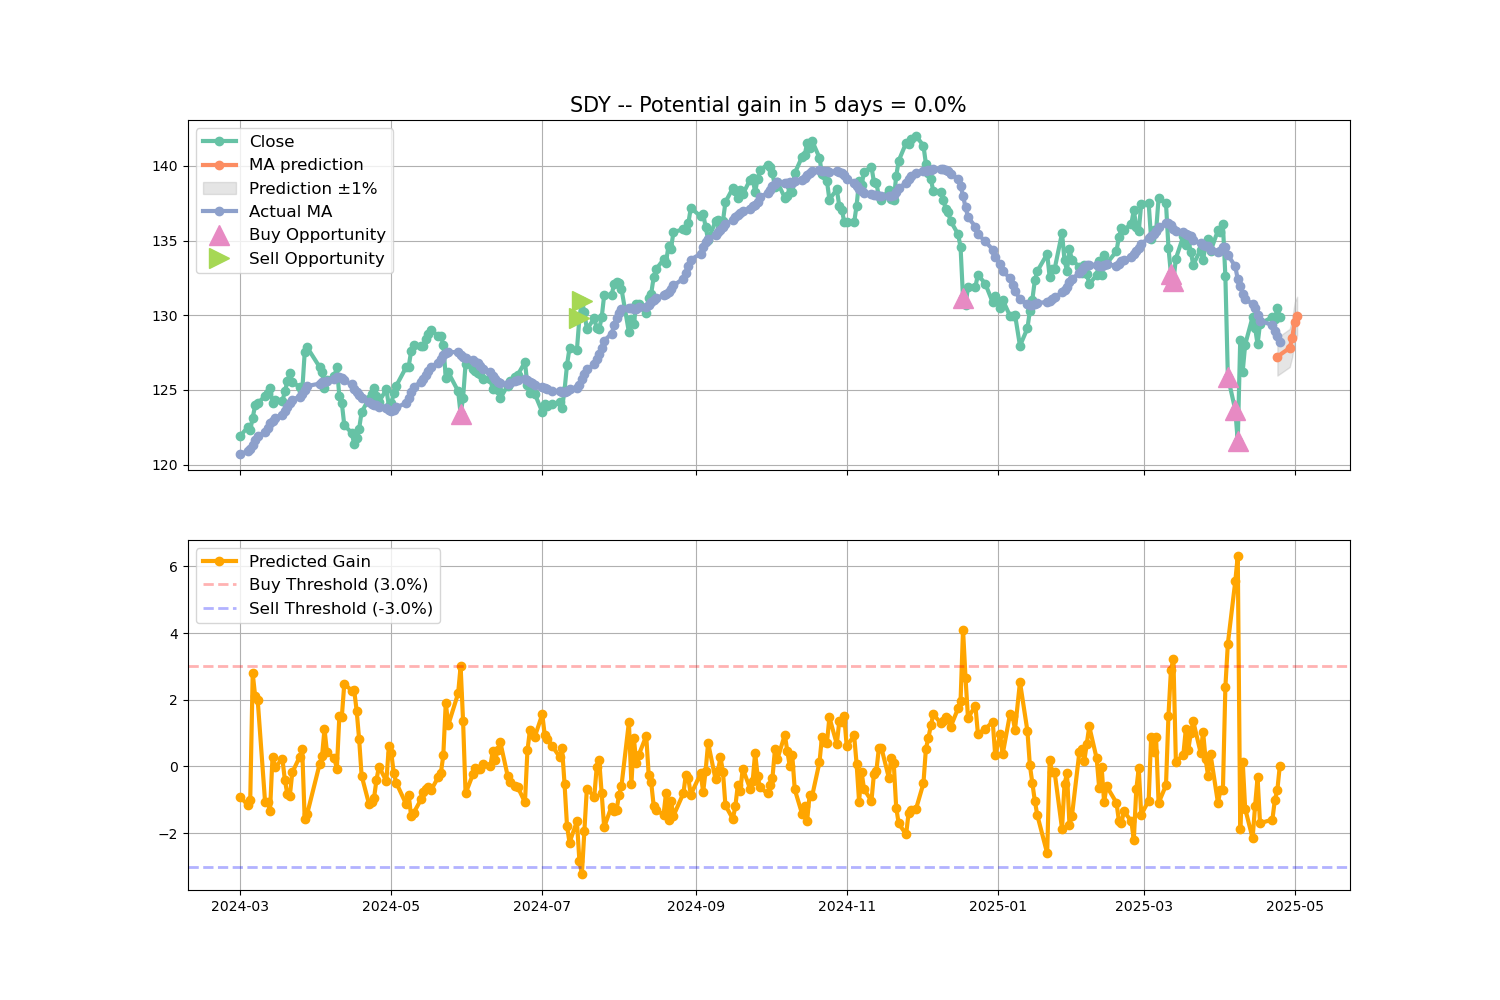 SDY -- Potential gain in 5 days = 0.0%
Close
MA prediction
Prediction ±1%
Actual MA
Buy Opportunity
Sell Opportunity
140
135
130
125
120
Predicted Gain
Buy Threshold (3.0%)
Sell Threshold (-3.0%)
6
4
2
0
−2
2024-03 2024-05 2024-07 2024-09 2024-11 2025-01 2025-03 2025-05